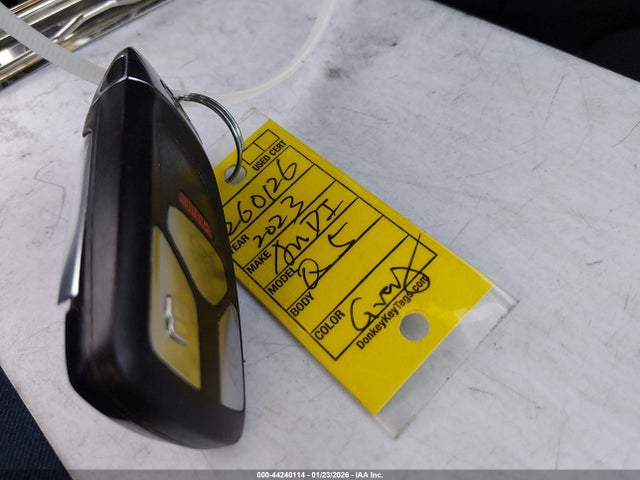 USED CERT
260126
YEAR 2023
MAKE AUDI
MODEL Q5
BODY
COLOR Grey
DonkeyKeyTags.com
000-44240114 - 01/23/2026 - IAA Inc.